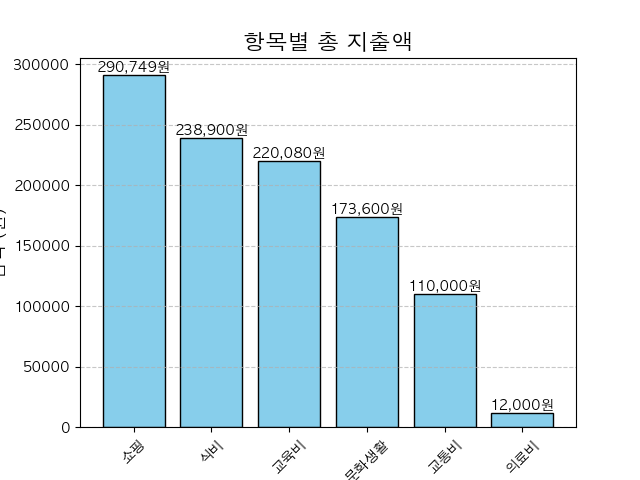 항목별 총 지출액
300000
250000
200000
150000
100000
50000
0
290,749원
238,900원
220,080원
173,600원
110,000원
12,000원
쇼핑
식비
교육비
문화생활
교통비
의료비